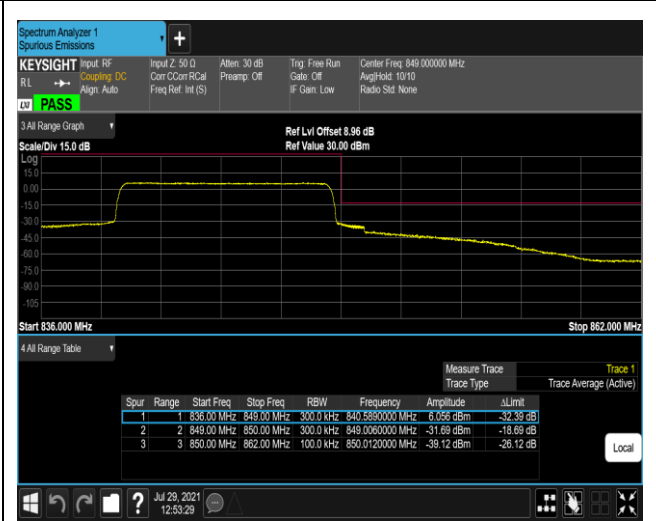 Spectrum Analyzer 1
Spurious Emissions
+
KEYSIGHT Input: RF Input Z: 50 Ω Atten: 30 dB Trig: Free Run Center Freq: 849.000000 MHz
R L Coupling: DC Corr CCorr RCal Preamp: Off Gate: Off Avg|Hold: 10/10
Align: Auto Freq Ref: Int (S) IF Gain: Low Radio Std: None
LXI PASS
3 All Range Graph Ref Lvl Offset 8.96 dB
Scale/Div 15.0 dB Ref Value 30.00 dBm
Log
15.0
0.00
-15.0
-30.0
-45.0
-60.0
-75.0
-90.0
-105
Start 836.000 MHz Stop 862.000 MHz
4 All Range Table
Measure Trace Trace 1
Trace Type Trace Average (Active)
Spur Range Start Freq Stop Freq RBW Frequency Amplitude ΔLimit
1 1 836.00 MHz 849.00 MHz 300.0 kHz 840.5890000 MHz 6.056 dBm -32.39 dB
2 2 849.00 MHz 850.00 MHz 300.0 kHz 849.0060000 MHz -31.69 dBm -18.69 dB
3 3 850.00 MHz 862.00 MHz 100.0 kHz 850.0120000 MHz -39.12 dBm -26.12 dB
Local
? Jul 29, 2021
12:53:29